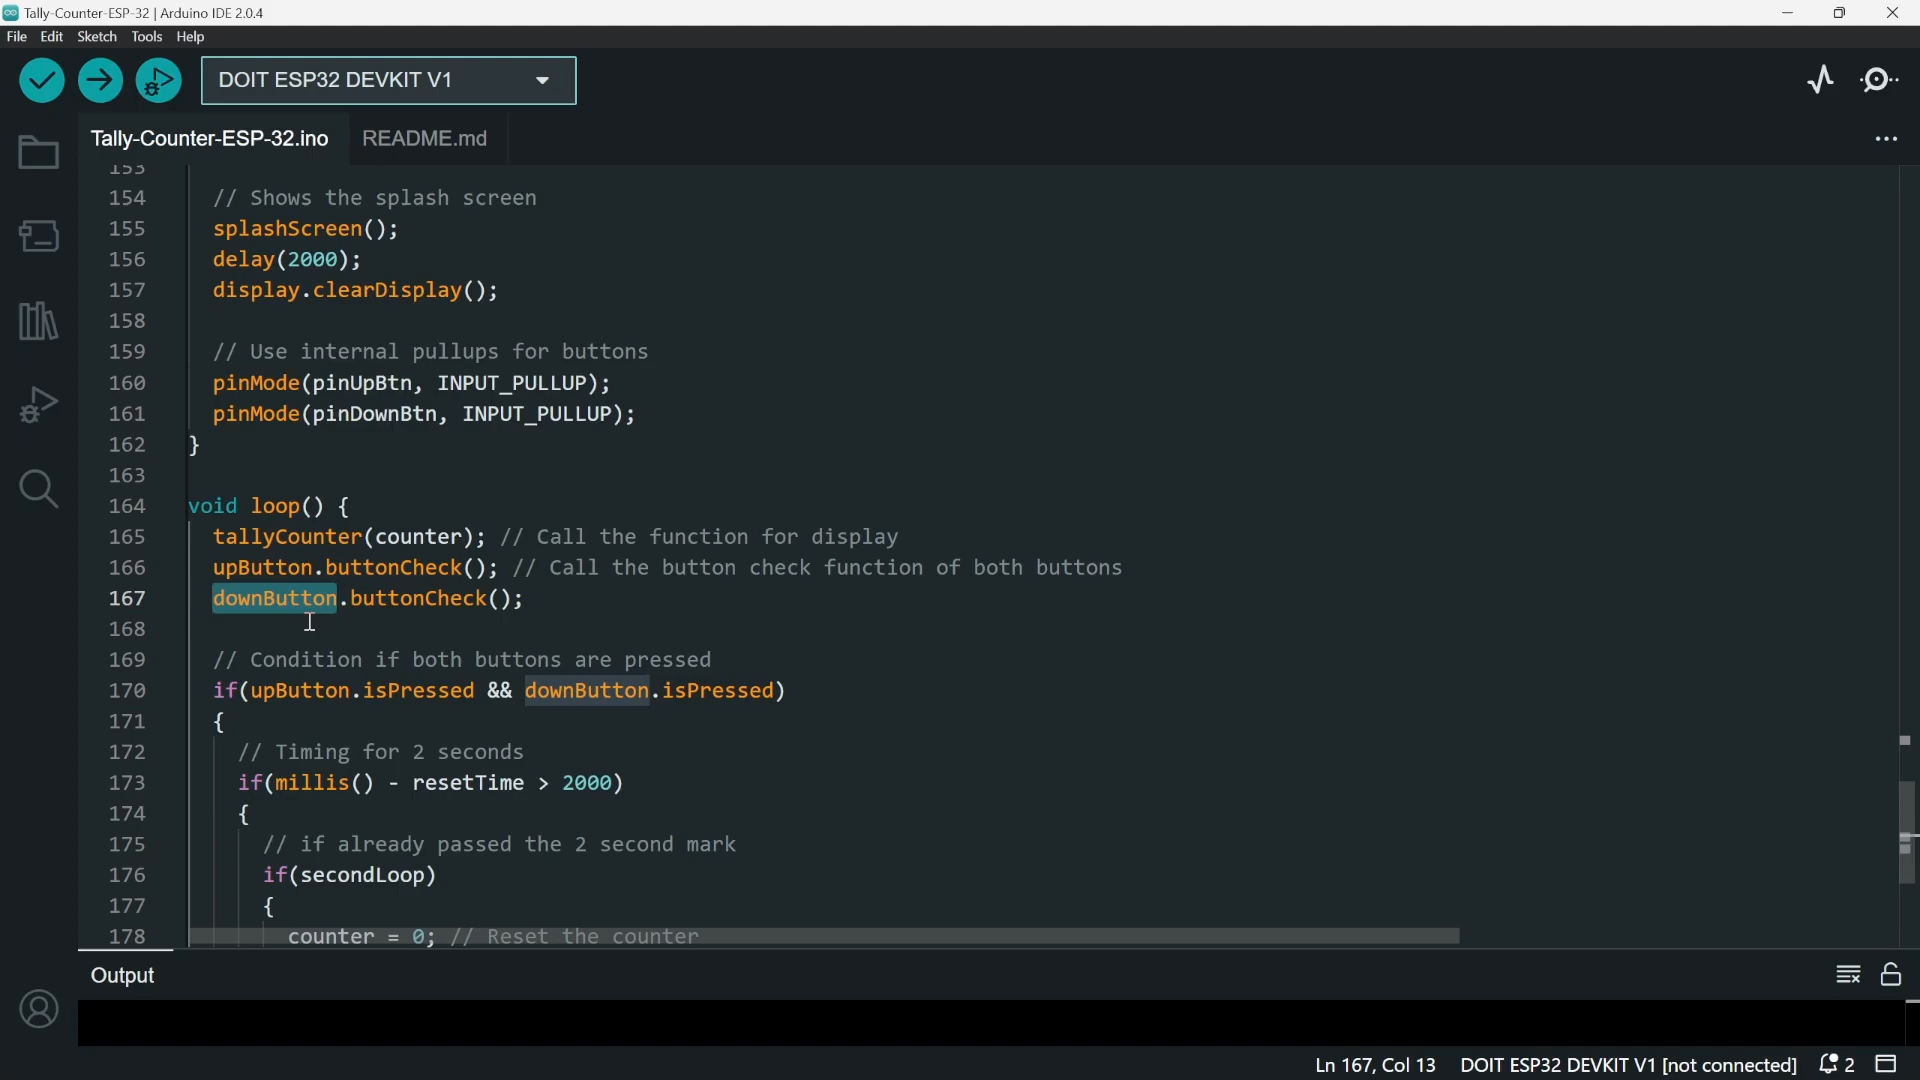 Tally-Counter-ESP-32 | Arduino IDE 2.0.4
File Edit Sketch Tools Help
DOIT ESP32 DEVKIT V1
Tally-Counter-ESP-32.ino README.md
153
154 // Shows the splash screen
155 splashScreen();
156 delay(2000);
157 display.clearDisplay();
158
159 // Use internal pullups for buttons
160 pinMode(pinUpBtn, INPUT_PULLUP);
161 pinMode(pinDownBtn, INPUT_PULLUP);
162 }
163
164 void loop() {
165 tallyCounter(counter); // Call the function for display
166 upButton.buttonCheck(); // Call the button check function of both buttons
167 downButton.buttonCheck();
168
169 // Condition if both buttons are pressed
170 if(upButton.isPressed && downButton.isPressed)
171 {
172 // Timing for 2 seconds
173 if(millis() - resetTime > 2000)
174 {
175 // if already passed the 2 second mark
176 if(secondLoop)
177 {
178 counter = 0; // Reset the counter
Output
Ln 167, Col 13 DOIT ESP32 DEVKIT V1 [not connected] 2